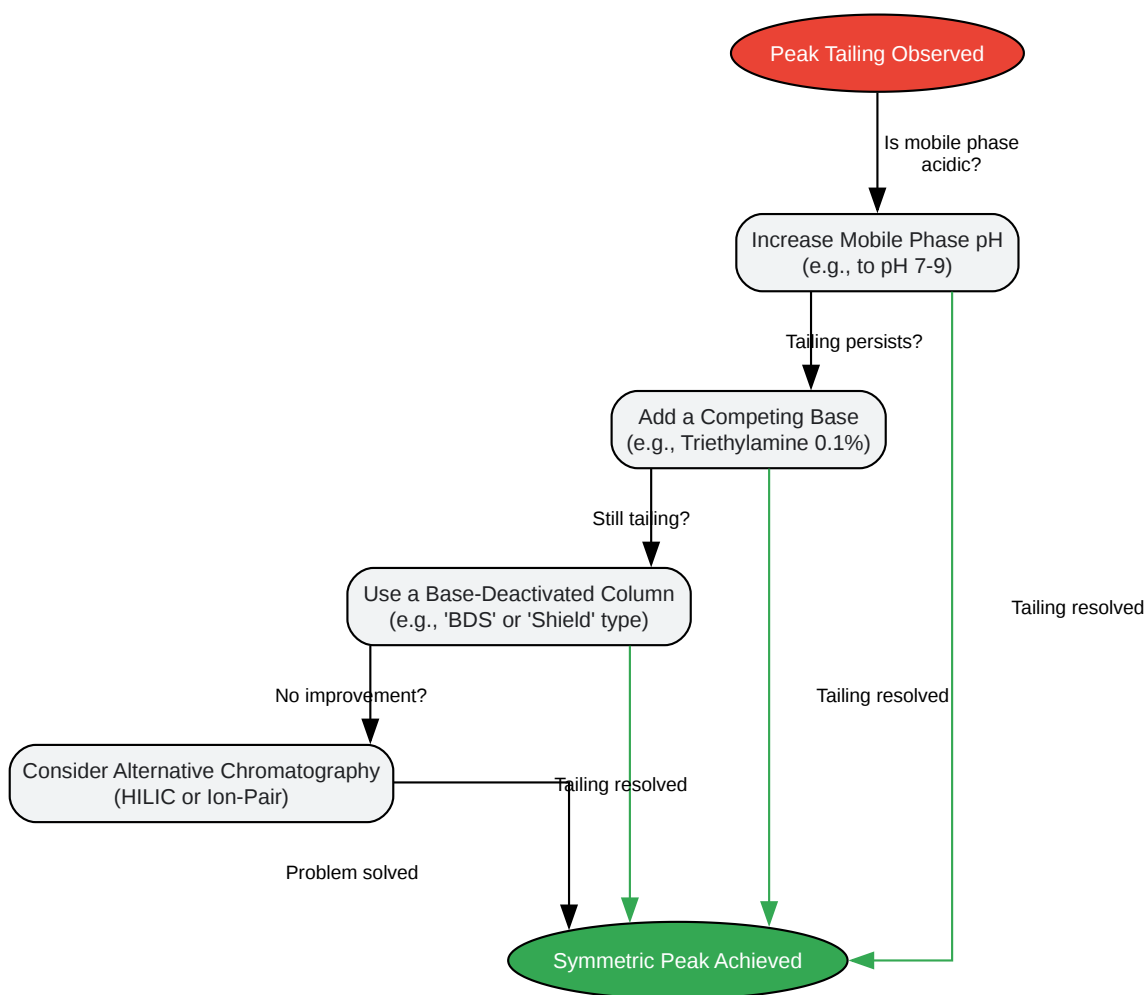 Peak Tailing Observed
Is mobile phase
acidic?
Increase Mobile Phase pH
(e.g., to pH 7-9)
Tailing persists?
Add a Competing Base
(e.g., Triethylamine 0.1%)
Still tailing?
Use a Base-Deactivated Column
(e.g., 'BDS' or 'Shield' type)
Tailing resolved
No improvement?
Tailing resolved
Consider Alternative Chromatography
(HILIC or Ion-Pair)
Tailing resolved
Problem solved
Symmetric Peak Achieved